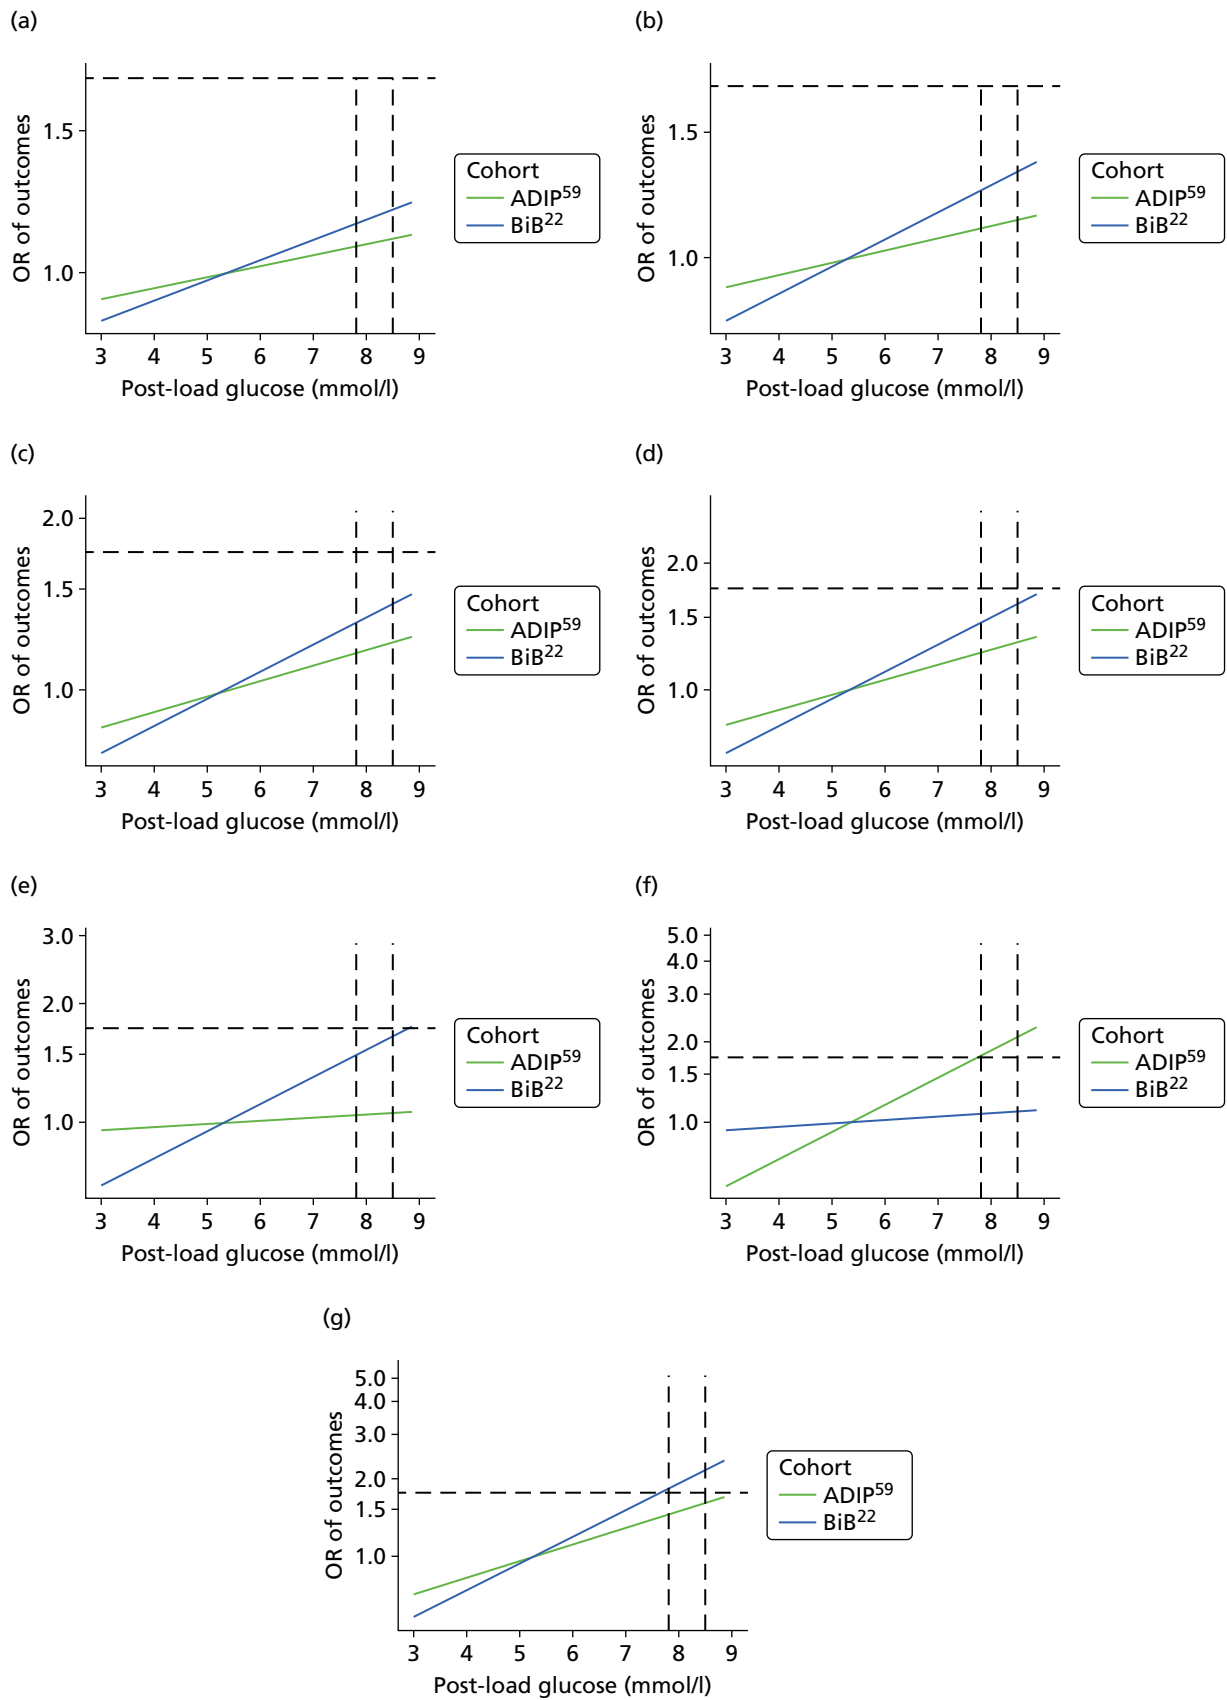 (a)
OR of outcomes
1.5
1.0
3 4 5 6 7 8 9
Post-load glucose (mmol/l)
Cohort
ADIP59
BiB22
(b)
OR of outcomes
1.5
1.0
3 4 5 6 7 8 9
Post-load glucose (mmol/l)
Cohort
ADIP59
BiB22
(c)
OR of outcomes
2.0
1.5
1.0
3 4 5 6 7 8 9
Post-load glucose (mmol/l)
Cohort
ADIP59
BiB22
(d)
OR of outcomes
2.0
1.5
1.0
3 4 5 6 7 8 9
Post-load glucose (mmol/l)
Cohort
ADIP59
BiB22
(e)
OR of outcomes
3.0
2.0
1.5
1.0
3 4 5 6 7 8 9
Post-load glucose (mmol/l)
Cohort
ADIP59
BiB22
(f)
OR of outcomes
5.0
4.0
3.0
2.0
1.5
1.0
3 4 5 6 7 8 9
Post-load glucose (mmol/l)
Cohort
ADIP59
BiB22
(g)
OR of outcomes
5.0
4.0
3.0
2.0
1.5
1.0
3 4 5 6 7 8 9
Post-load glucose (mmol/l)
Cohort
ADIP59
BiB22